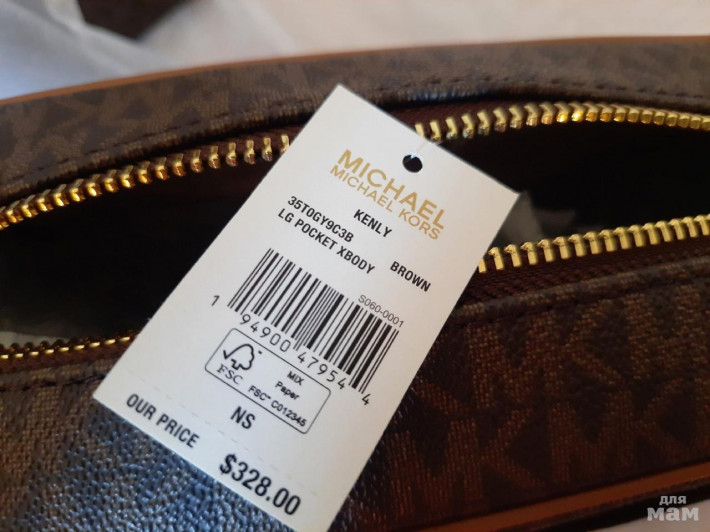 MICHAEL
MICHAEL KORS
KENLY
35T0GY9C3B
LG POCKET XBODY BROWN
S060-0001
1 94900 47954 4
FSC
MIX
Paper
FSC™ C012345
NS
OUR PRICE $328.00
для
мам